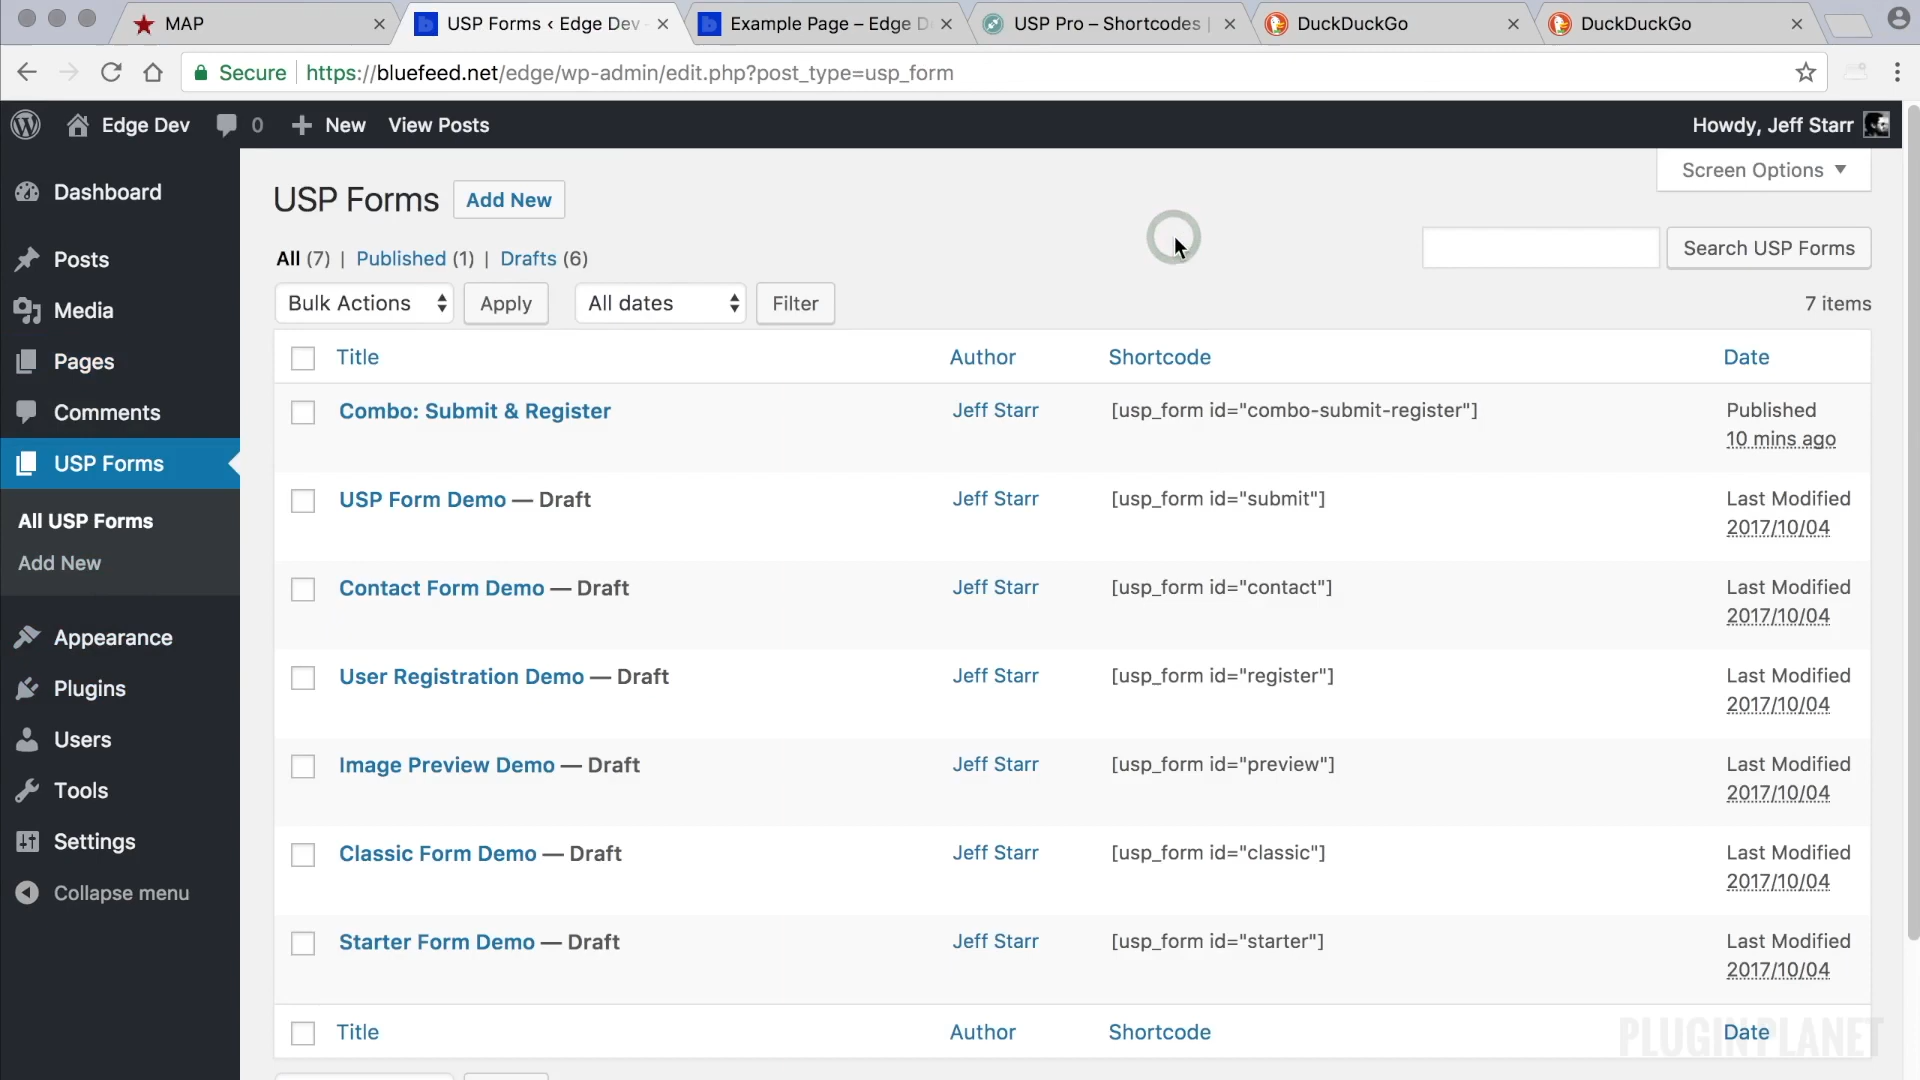 MAP
USP Forms ‹ Edge Dev
Example Page – Edge D
USP Pro – Shortcodes |
DuckDuckGo
DuckDuckGo
Secure
https://bluefeed.net/edge/wp-admin/edit.php?post_type=usp_form
Edge Dev
0
New
View Posts
Howdy, Jeff Starr
Dashboard
Posts
Media
Pages
Comments
USP Forms
All USP Forms
Add New
Appearance
Plugins
Users
Tools
Settings
Collapse menu
Screen Options
USP Forms Add New
All (7) | Published (1) | Drafts (6)
Search USP Forms
Bulk Actions Apply All dates Filter 7 items
Title Author Shortcode Date
Combo: Submit & Register Jeff Starr [usp_form id="combo-submit-register"] Published
10 mins ago
USP Form Demo — Draft Jeff Starr [usp_form id="submit"] Last Modified
2017/10/04
Contact Form Demo — Draft Jeff Starr [usp_form id="contact"] Last Modified
2017/10/04
User Registration Demo — Draft Jeff Starr [usp_form id="register"] Last Modified
2017/10/04
Image Preview Demo — Draft Jeff Starr [usp_form id="preview"] Last Modified
2017/10/04
Classic Form Demo — Draft Jeff Starr [usp_form id="classic"] Last Modified
2017/10/04
Starter Form Demo — Draft Jeff Starr [usp_form id="starter"] Last Modified
2017/10/04
Title Author Shortcode Date
PLUGIN PLANET